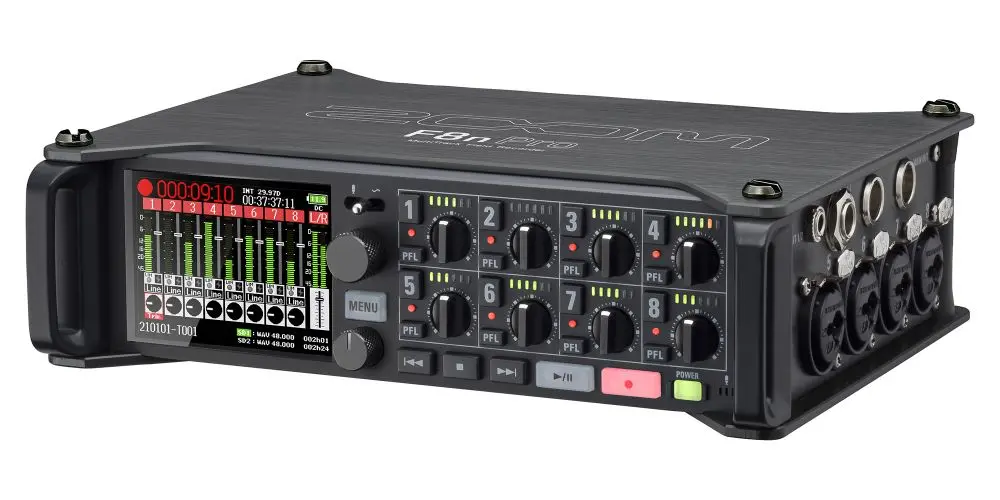 ZOOM
F8n Pro
MultiTrack Field Recorder
000:09:10
INT 29.97D
00:37:37:11
DC
1 2 3 4 5 6 7 8 L/R
Line Line Line Line Line Line Line Line
210101-T001
SD1 : WAV 48.000 002h01
SD2 : WAV 48.000 002h24
MENU
1 PFL
2 PFL
3 PFL
4 PFL
5 PFL
6 PFL
7 PFL
8 PFL
POWER